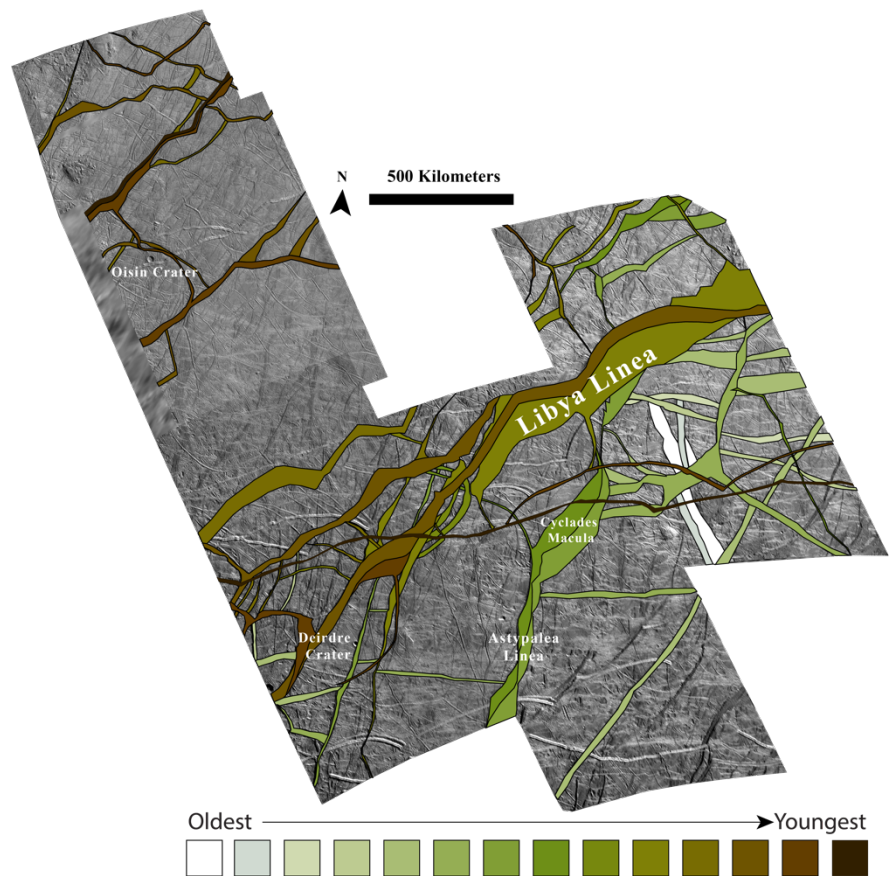 N
500 Kilometers
Oisin Crater
Libya Linea
Cyclades
Macula
Deirdre
Crater
Astypalea
Linea
Oldest
Youngest